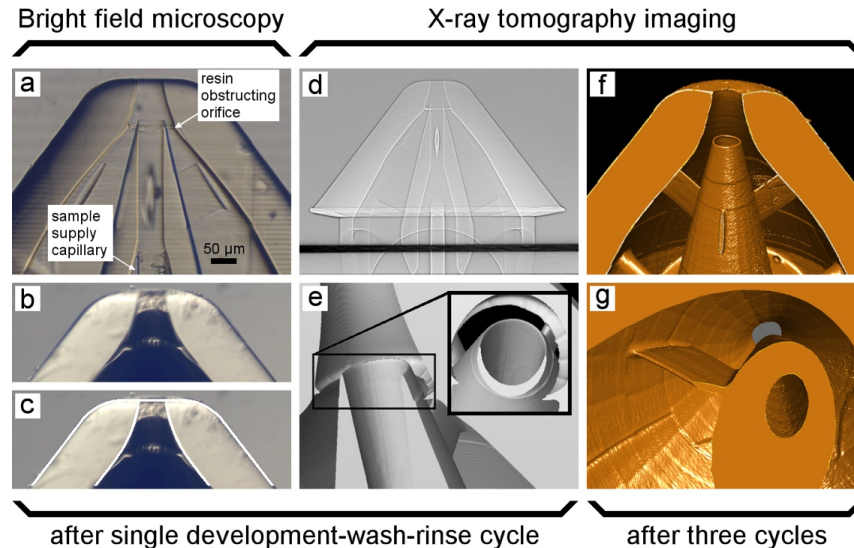 Bright field microscopy
X-ray tomography imaging
a
resin
obstructing
orifice
sample
supply
capillary
50 µm
b
c
d
e
f
g
after single development-wash-rinse cycle
after three cycles